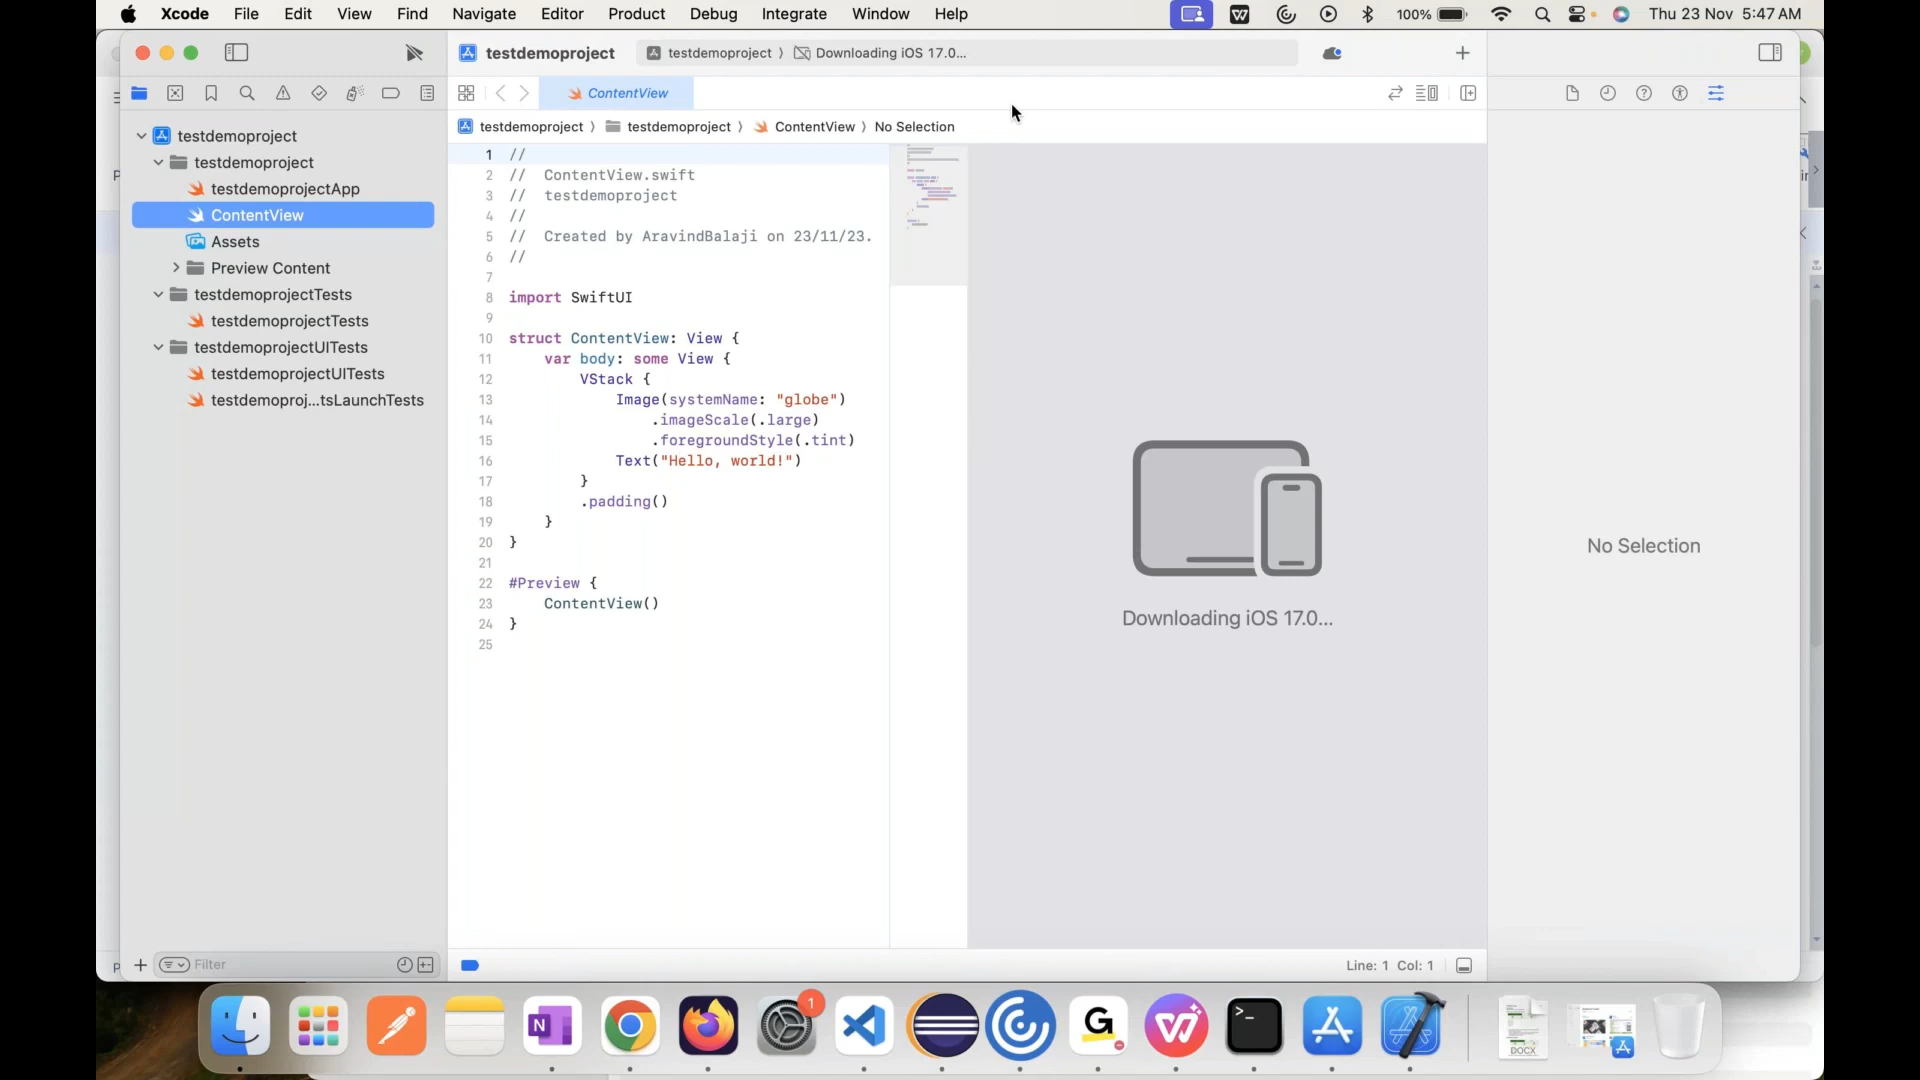 Xcode File Edit View Find Navigate Editor Product Debug Integrate Window Help 100% Thu 23 Nov 5:47 AM
testdemoproject testdemoproject 〉 Downloading iOS 17.0...
ContentView
testdemoproject 〉 testdemoproject 〉 ContentView 〉 No Selection
testdemoproject
testdemoproject
testdemoprojectApp
ContentView
Assets
Preview Content
testdemoprojectTests
testdemoprojectTests
testdemoprojectUITests
testdemoprojectUITests
testdemoproj...tsLaunchTests
Filter
1 //
2 //  ContentView.swift
3 //  testdemoproject
4 //
5 //  Created by AravindBalaji on 23/11/23.
6 //
7
8 import SwiftUI
9
10 struct ContentView: View {
11     var body: some View {
12         VStack {
13             Image(systemName: "globe")
14                 .imageScale(.large)
15                 .foregroundStyle(.tint)
16             Text("Hello, world!")
17         }
18         .padding()
19     }
20 }
21
22 #Preview {
23     ContentView()
24 }
25
Downloading iOS 17.0...
No Selection
Line: 1 Col: 1
1
N
G
DOCX